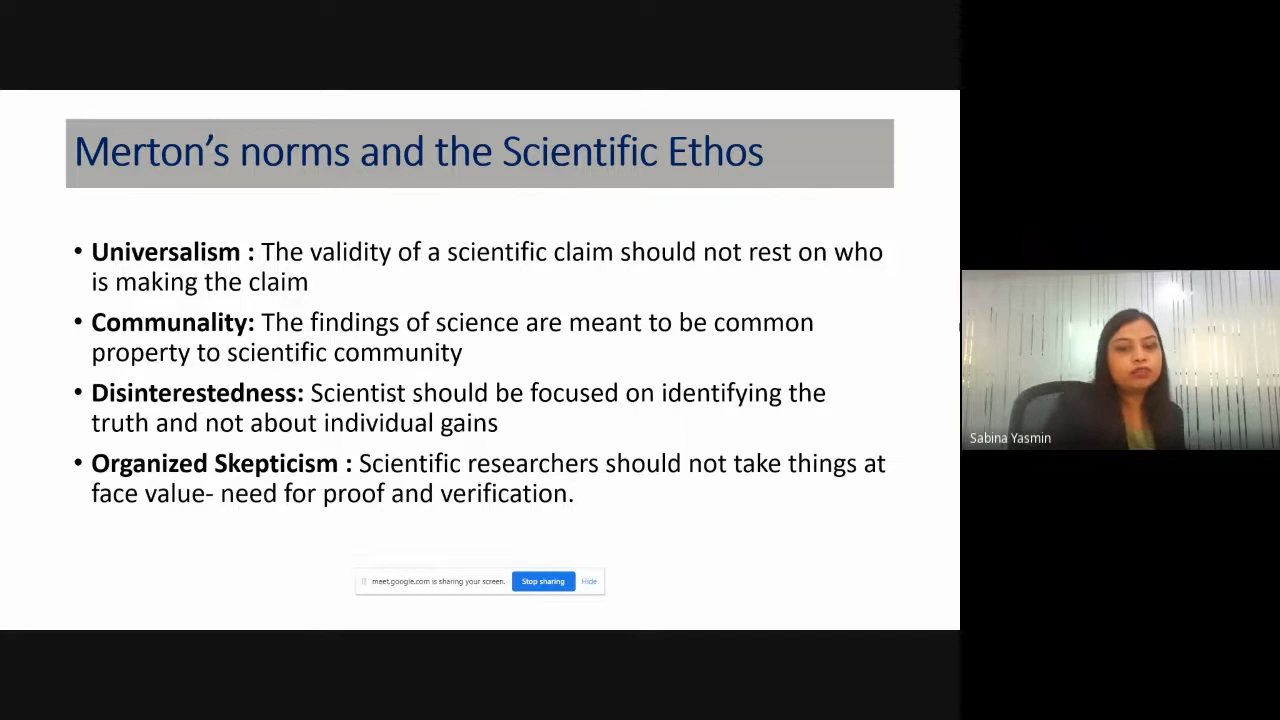 Merton's norms and the Scientific Ethos
• Universalism : The validity of a scientific claim should not rest on who
is making the claim
• Communality: The findings of science are meant to be common
property to scientific community
• Disinterestedness: Scientist should be focused on identifying the
truth and not about individual gains
• Organized Skepticism : Scientific researchers should not take things at
face value- need for proof and verification.
meet.google.com is sharing your screen. Stop sharing Hide
Sabina Yasmin